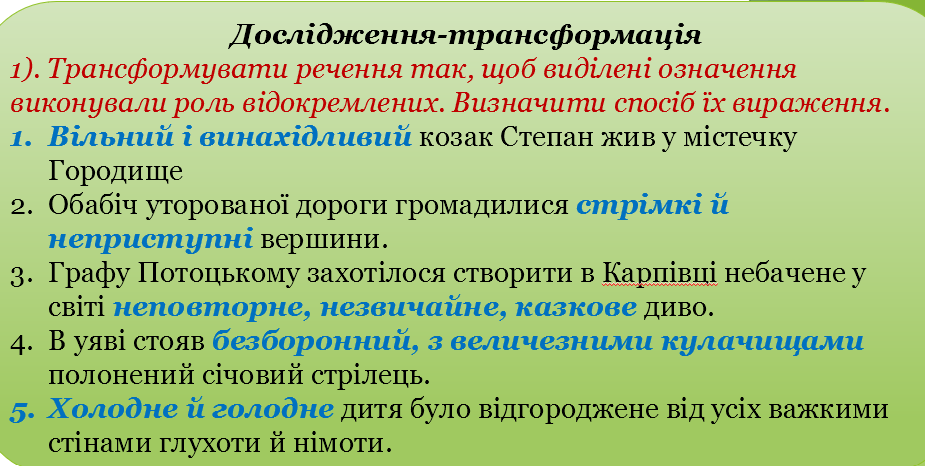 Дослідження-трансформація
1). Трансформувати речення так, щоб виділені означення
виконували роль відокремлених. Визначити спосіб їх вираження.
1. Вільний і винахідливий козак Степан жив у містечку
Городище
2. Обабіч уторованої дороги громадилися стрімкі й
неприступні вершини.
3. Графу Потоцькому захотілося створити в Карпівці небачене у
світі неповторне, незвичайне, казкове диво.
4. В уяві стояв безборонний, з величезними кулачищами
полонений січовий стрілець.
5. Холодне й голодне дитя було відгороджене від усіх важкими
стінами глухоти й німоти.